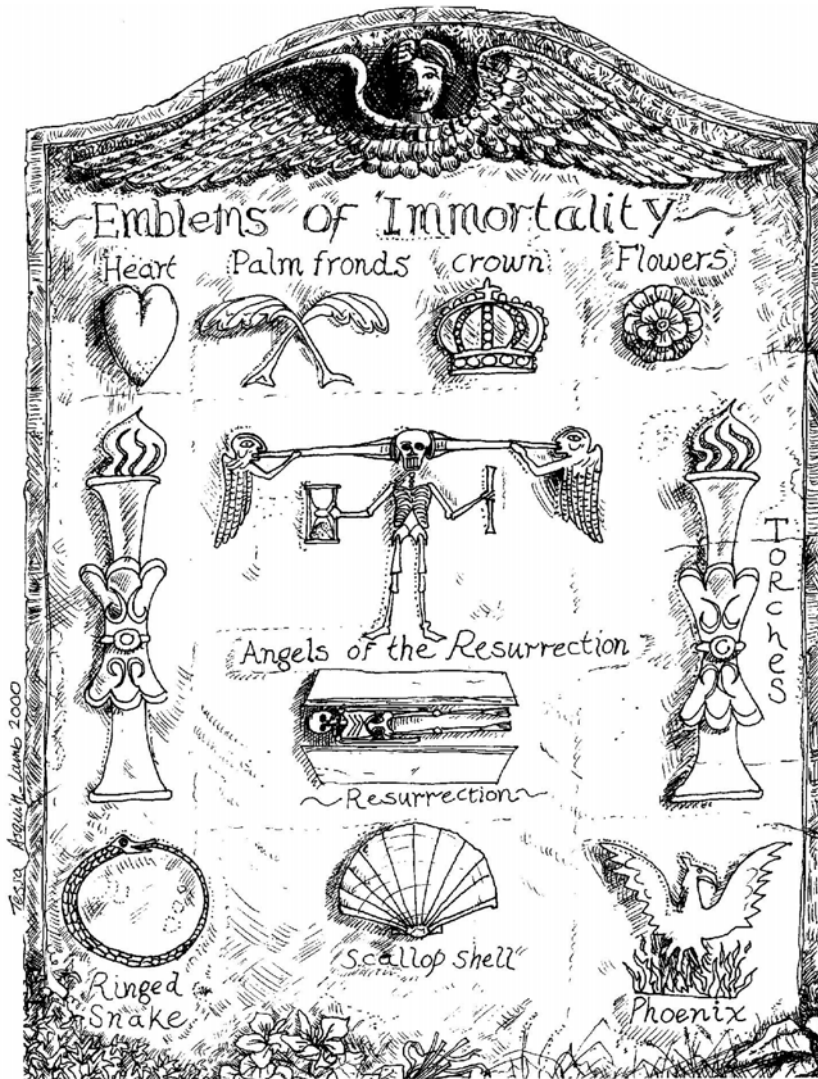 Emblems of Immortality
Heart Palm fronds crown Flowers
Torches
Angels of the Resurrection
Resurrection
Ringed
Snake
scallop shell
Phoenix
2000